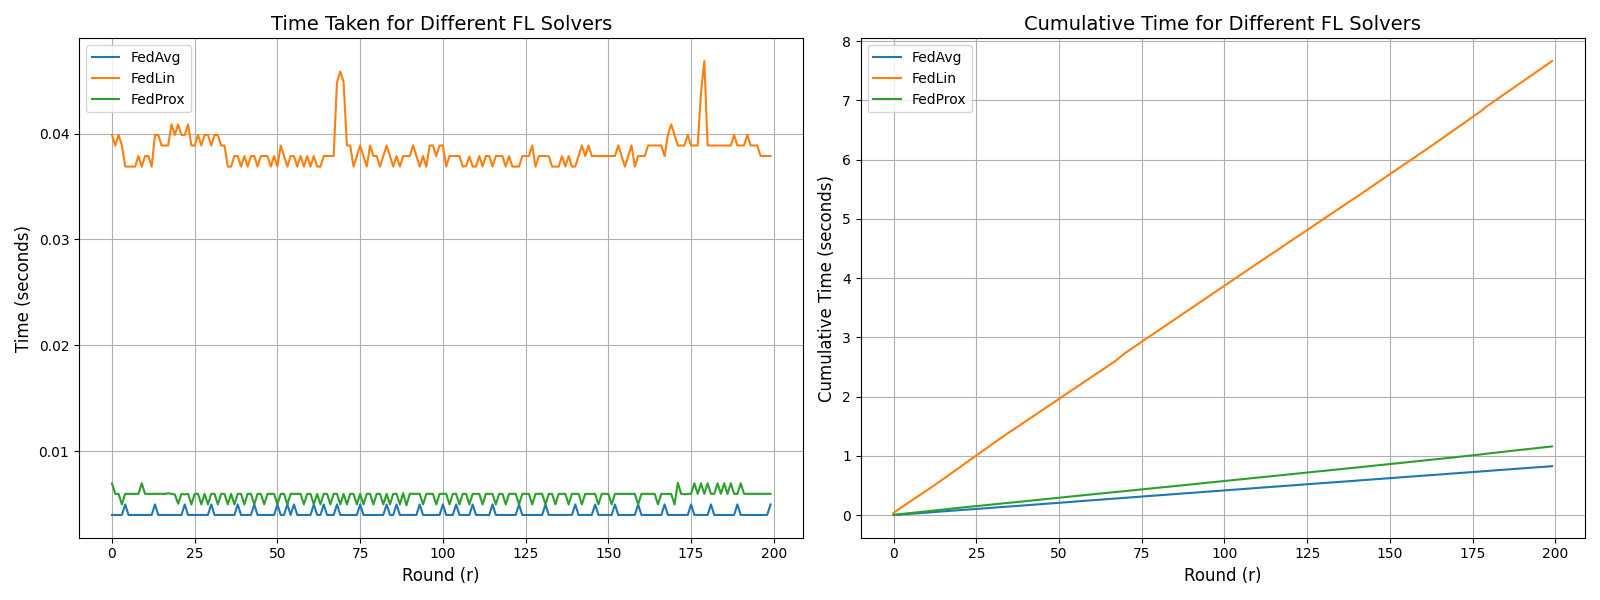 Time Taken for Different FL Solvers
FedAvg
FedLin
FedProx
0.04
0.03
0.02
0.01
Time (seconds)
0 25 50 75 100 125 150 175 200
Round (r)
Cumulative Time for Different FL Solvers
FedAvg
FedLin
FedProx
8
7
6
5
4
3
2
1
0
Cumulative Time (seconds)
0 25 50 75 100 125 150 175 200
Round (r)